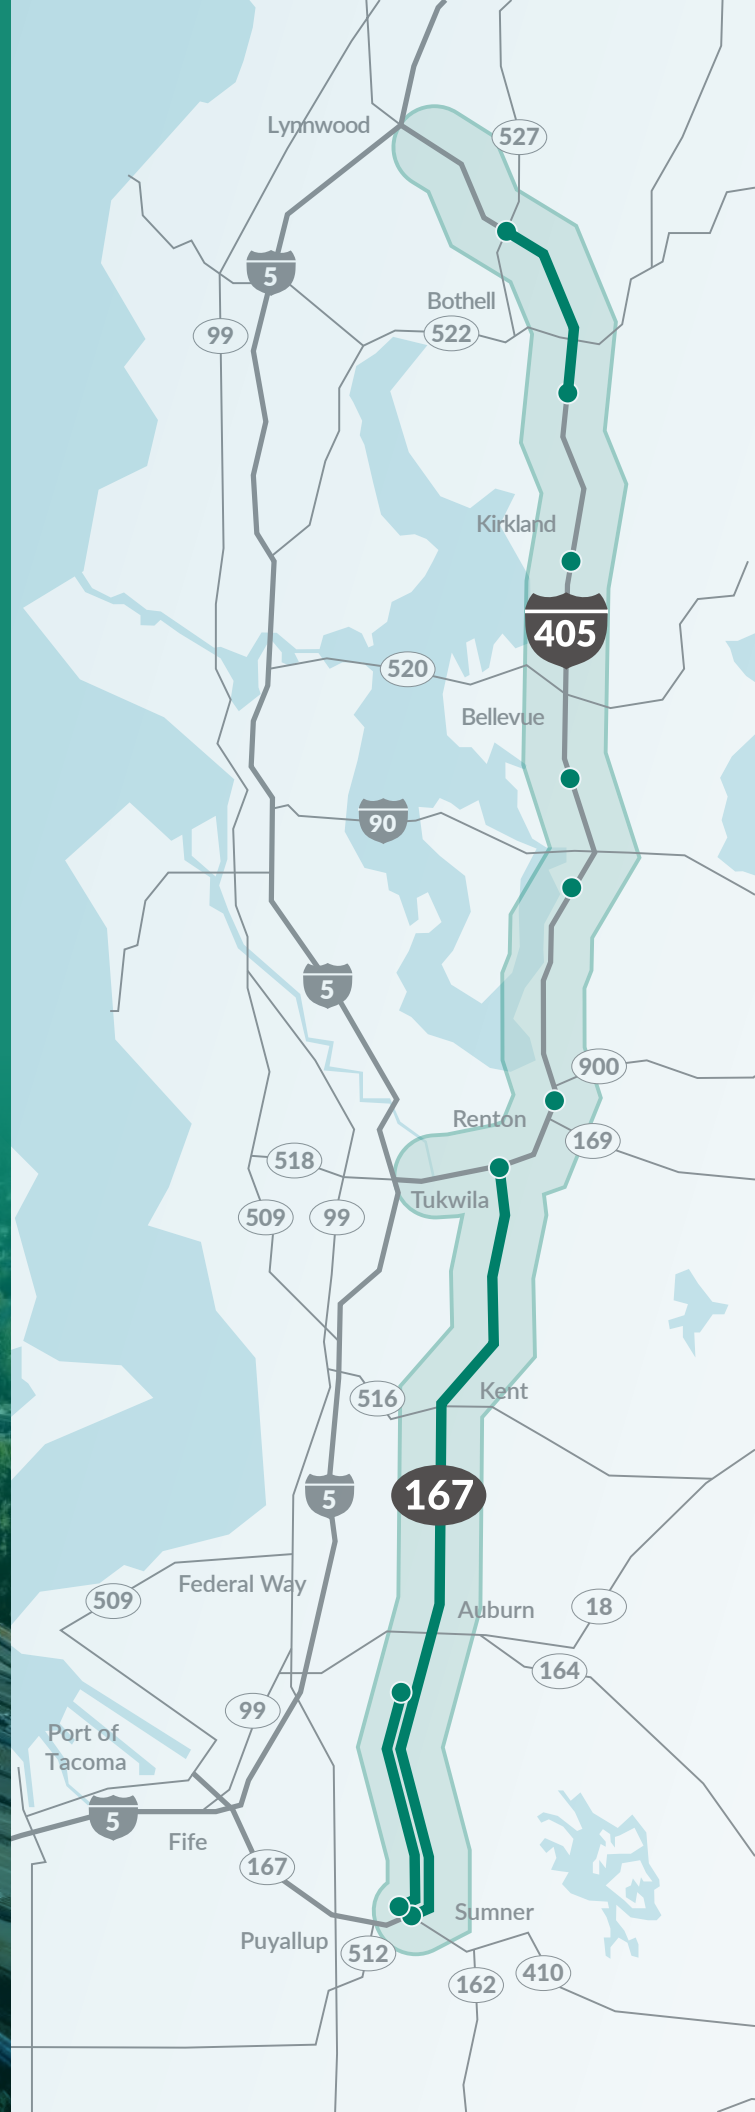 Lynnwood
527
5
Bothell
99
522
Kirkland
405
520
Bellevue
90
5
900
Renton
169
518
Tukwila
509
99
516
Kent
5
167
Federal Way
509
Auburn
18
164
99
Port of
Tacoma
5
Fife
167
Sumner
Puyallup
512
162
410